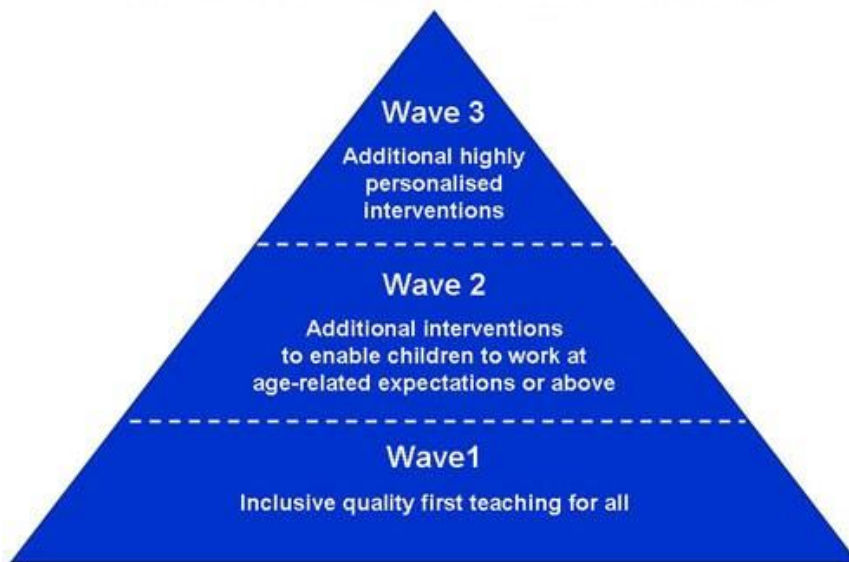 Wave 3
Additional highly
personalised
interventions
Wave 2
Additional interventions
to enable children to work at
age-related expectations or above
Wave1
Inclusive quality first teaching for all